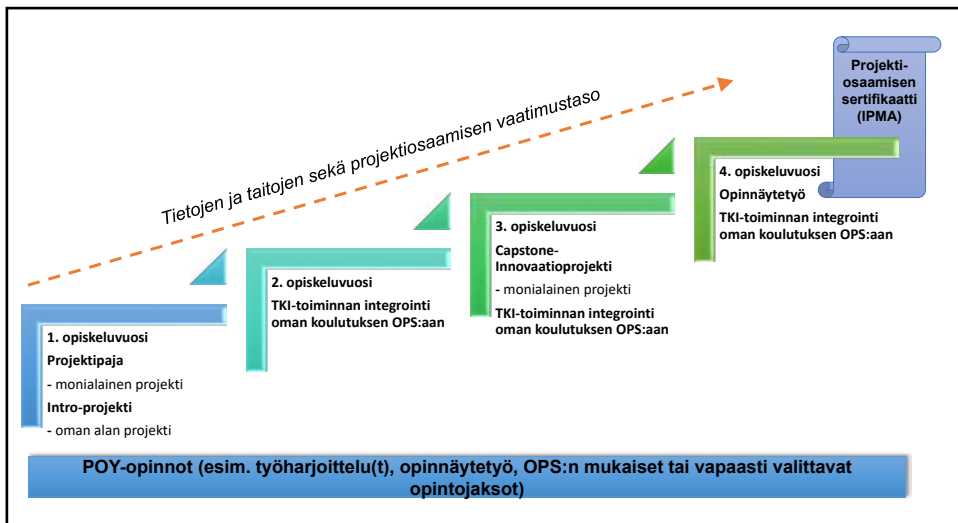 Projekti-
osaamisen
sertifikaatti
(IPMA)
Tietojen ja taitojen sekä projektiosaamisen vaatimustaso
1. opiskeluvuosi
Projektipaja
- monialainen projekti
Intro-projekti
- oman alan projekti
2. opiskeluvuosi
TKI-toiminnan integrointi
oman koulutuksen OPS:aan
3. opiskeluvuosi
Capstone-
Innovaatioprojekti
- monialainen projekti
TKI-toiminnan integrointi
oman koulutuksen OPS:aan
4. opiskeluvuosi
Opinnäytetyö
TKI-toiminnan integrointi
oman koulutuksen OPS:aan
POY-opinnot (esim. työharjoittelu(t), opinnäytetyö, OPS:n mukaiset tai vapaasti valittavat
opintojaksot)